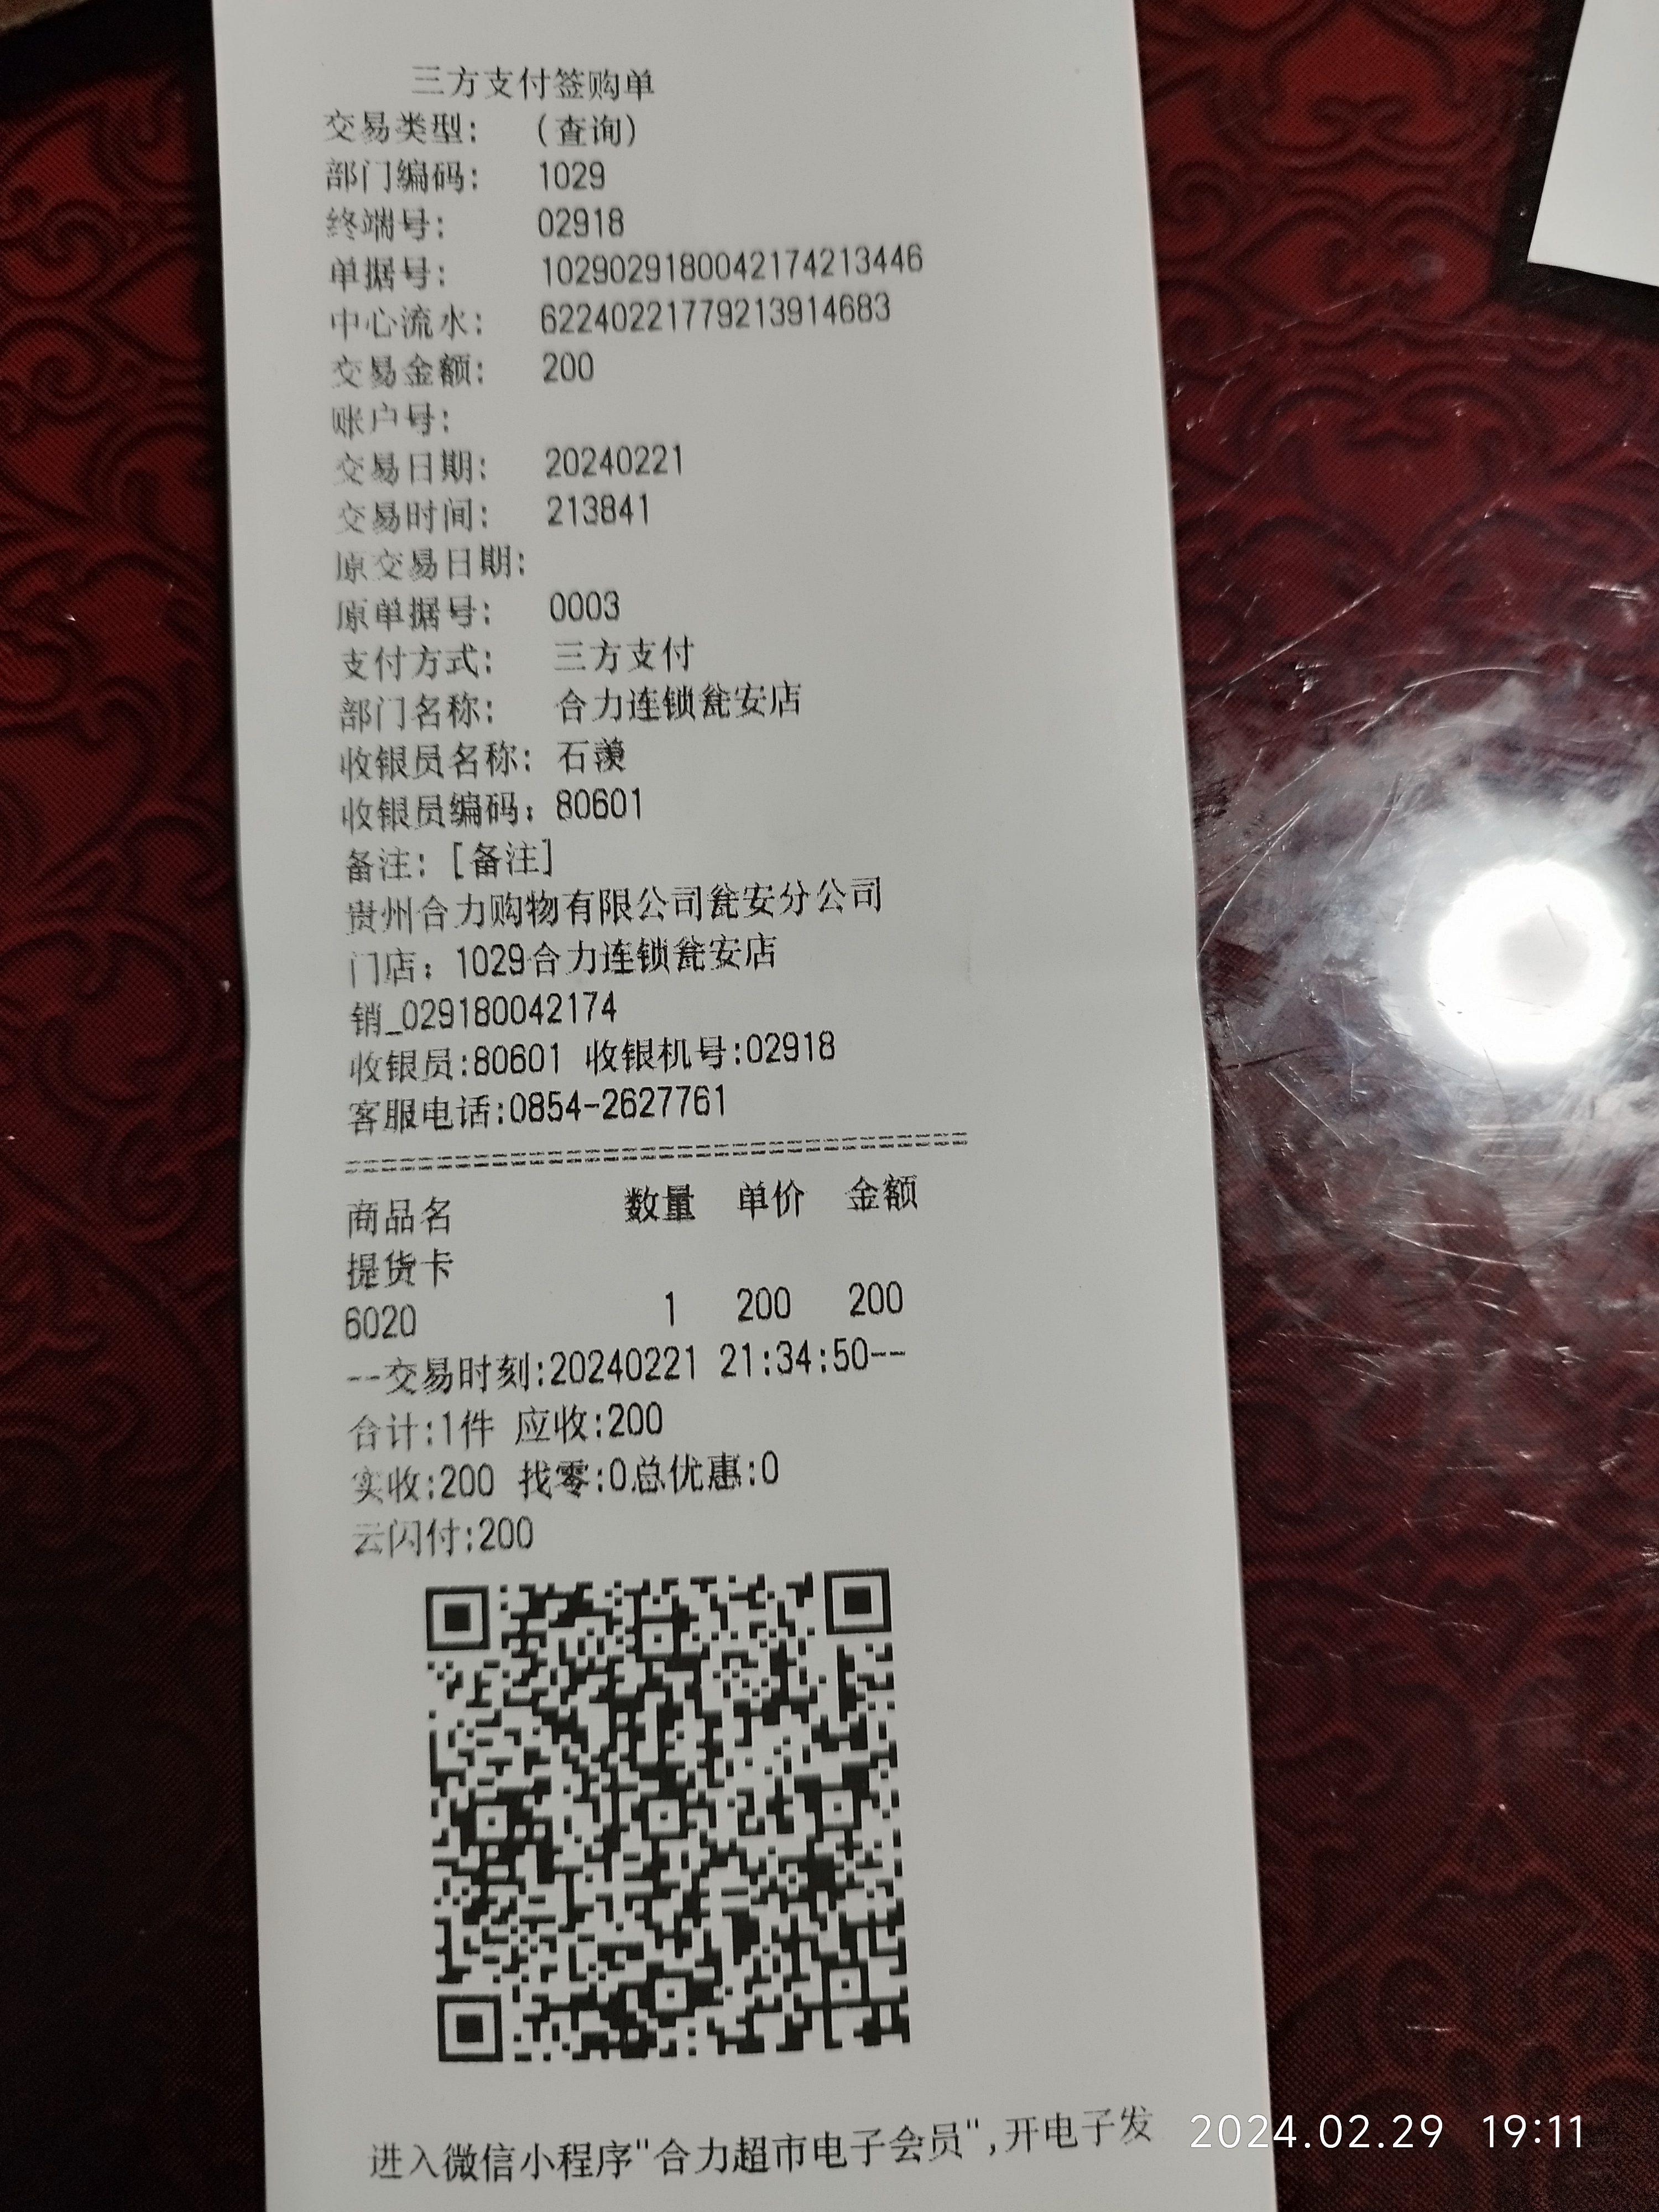 三方支付签购单
交易类型: (查询)
部门编码: 1029
终端号: 02918
单据号: 1029029180042174213446
中心流水: 62240221779213914683
交易金额: 200
账户号:
交易日期: 20240221
交易时间: 213841
原交易日期:
原单据号: 0003
支付方式: 三方支付
部门名称: 合力连锁瓮安店
收银员名称: 石羡
收银员编码: 80601
备注: [备注]
贵州合力购物有限公司瓮安分公司
门店: 1029合力连锁瓮安店
销_029180042174
收银员:80601 收银机号:02918
客服电话:0854-2627761
商品名 数量 单价 金额
提货卡
6020 1 200 200
--交易时刻:20240221 21:34:50--
合计:1件 应收:200
实收:200 找零:0总优惠:0
云闪付:200
进入微信小程序"合力超市电子会员",开电子发
2024.02.29 19:11